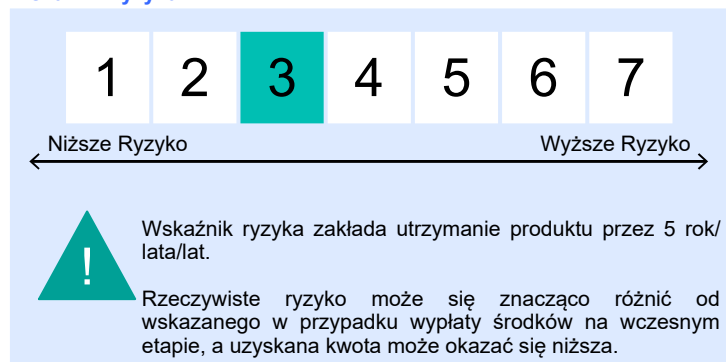 1 2 3 4 5 6 7
Niższe Ryzyko Wyższe Ryzyko
! Wskaźnik ryzyka zakłada utrzymanie produktu przez 5 rok/
lata/lat.
Rzeczywiste ryzyko może się znacząco różnić od
wskazanego w przypadku wypłaty środków na wczesnym
etapie, a uzyskana kwota może okazać się niższa.